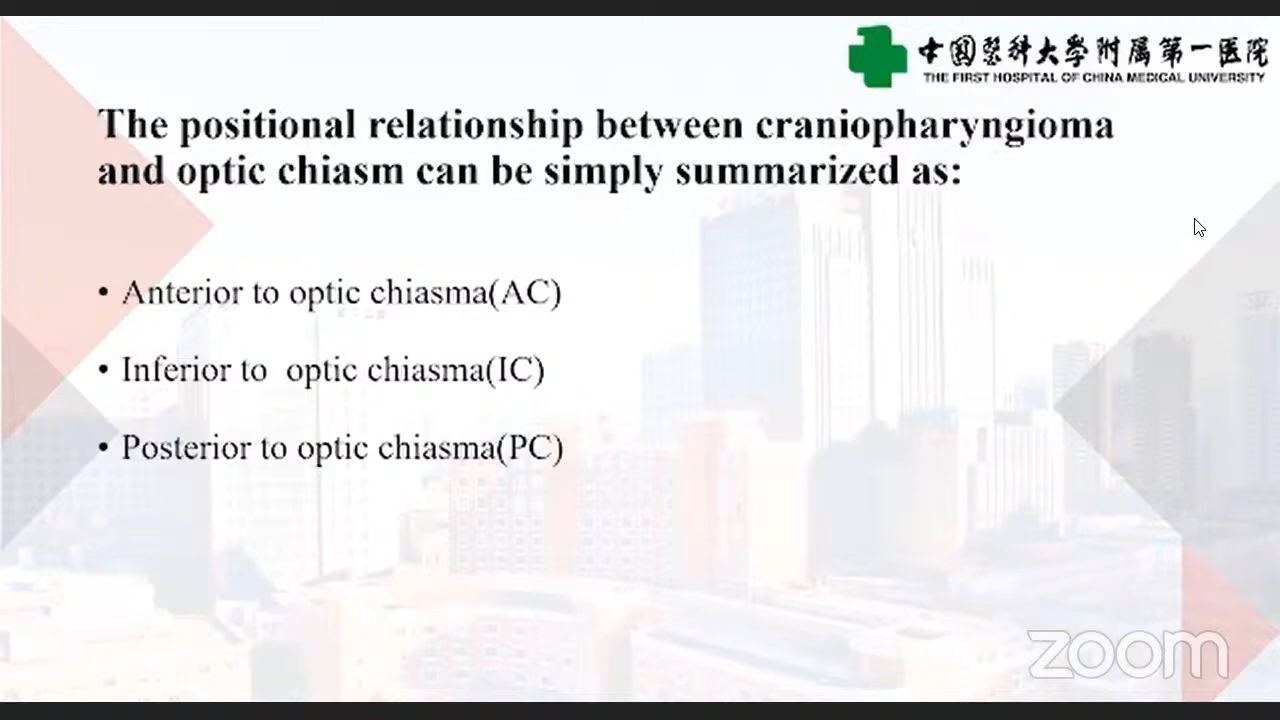 中国医科大学附属第一医院
THE FIRST HOSPITAL OF CHINA MEDICAL UNIVERSITY
The positional relationship between craniopharyngioma
and optic chiasm can be simply summarized as:
• Anterior to optic chiasma(AC)
• Inferior to optic chiasma(IC)
• Posterior to optic chiasma(PC)
zoom